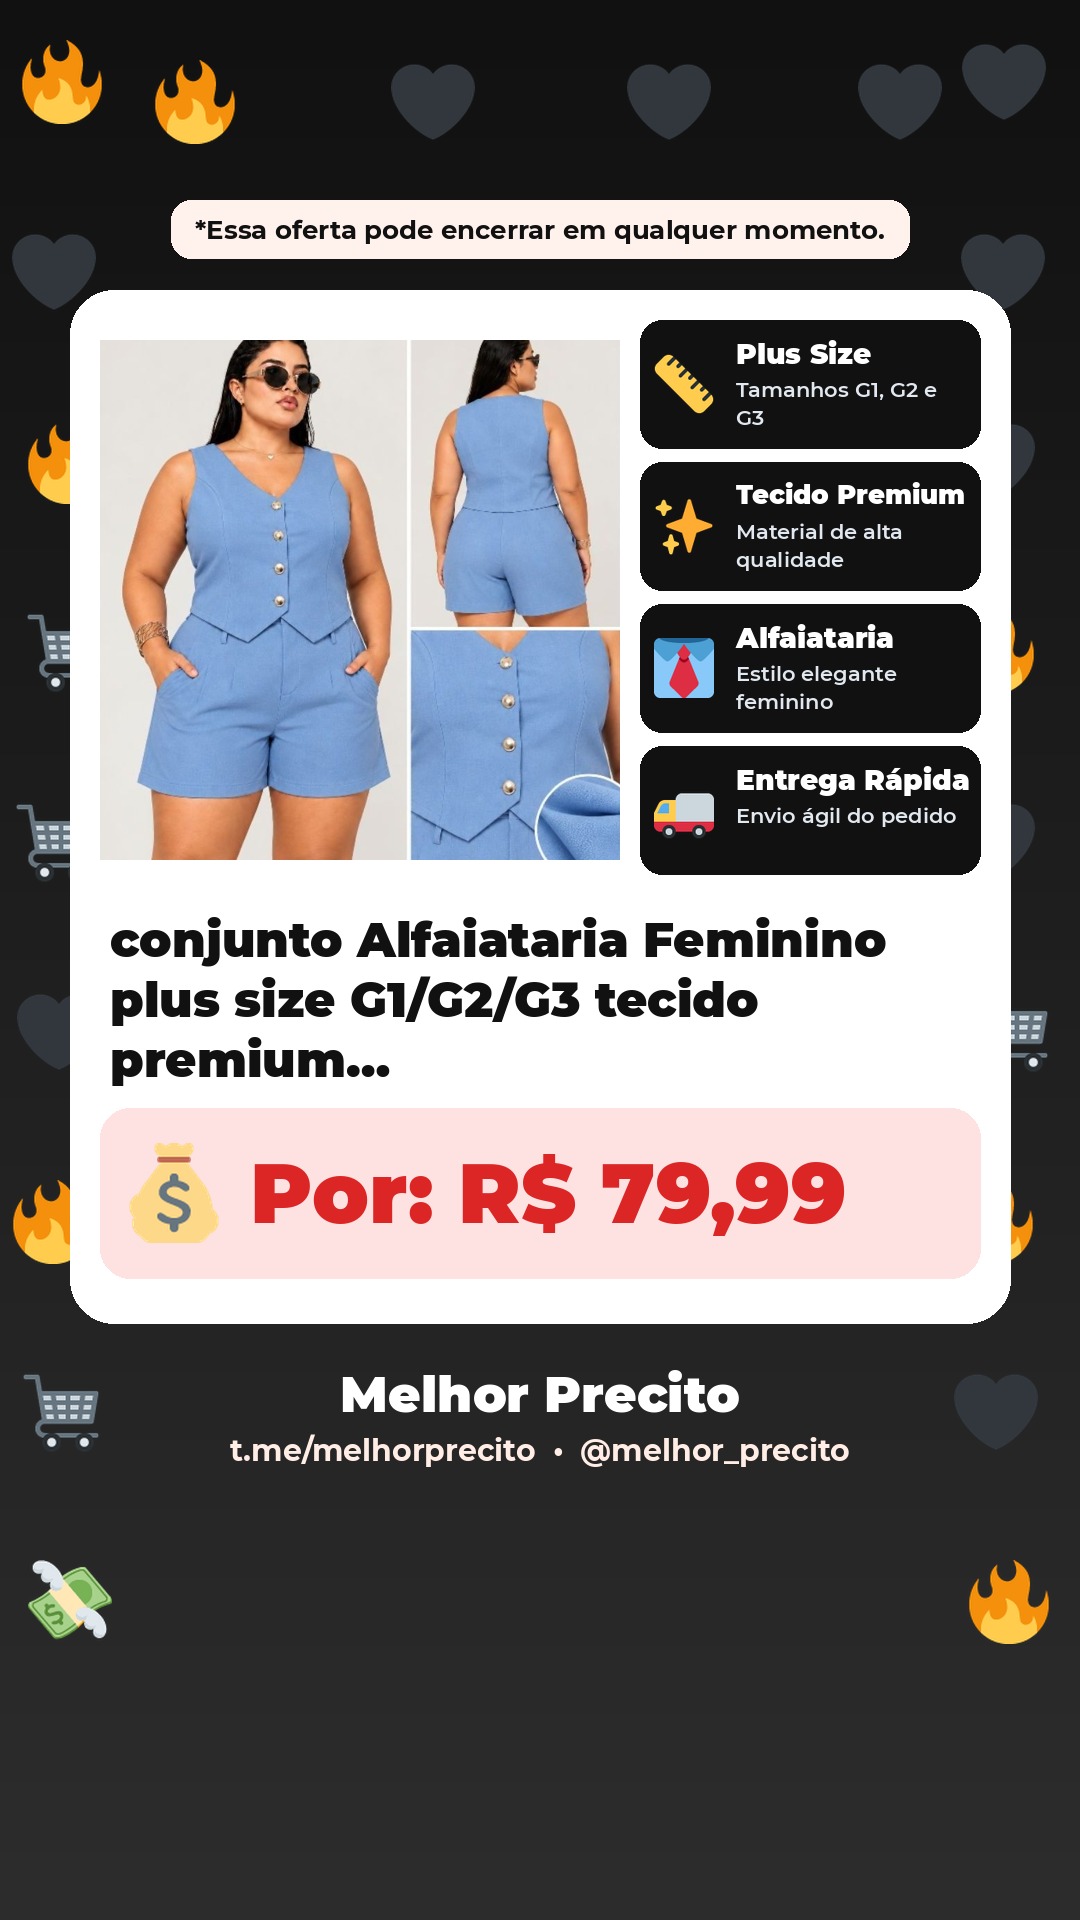 *Essa oferta pode encerrar em qualquer momento.
Plus Size
Tamanhos G1, G2 e
G3
Tecido Premium
Material de alta
qualidade
Alfaiataria
Estilo elegante
feminino
Entrega Rápida
Envio ágil do pedido
conjunto Alfaiataria Feminino
plus size G1/G2/G3 tecido
premium...
Por: R$ 79,99
Melhor Precito
t.me/melhorprecito • @melhor_precito